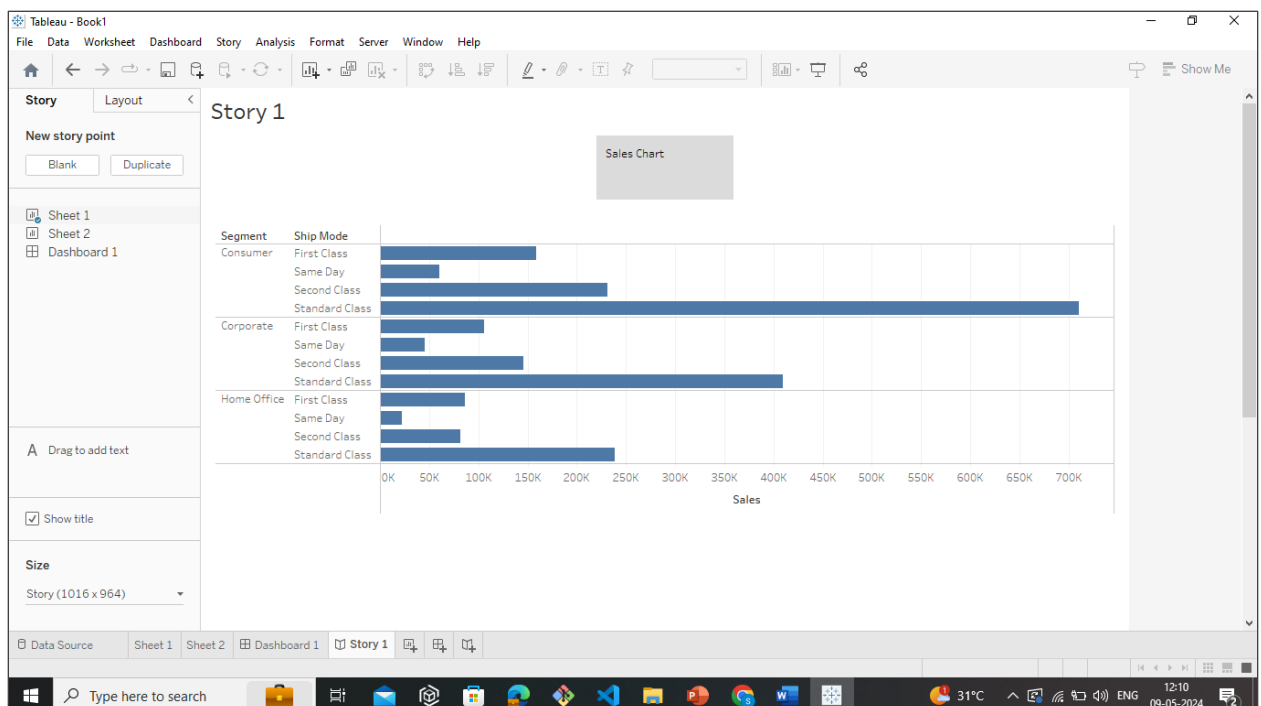 Tableau - Book1
File Data Worksheet Dashboard Story Analysis Format Server Window Help
Show Me
Story Layout
Story 1
New story point
Blank Duplicate
Sales Chart
Sheet 1
Sheet 2
Dashboard 1
Segment Ship Mode
Consumer First Class
Same Day
Second Class
Standard Class
Corporate First Class
Same Day
Second Class
Standard Class
Home Office First Class
Same Day
Second Class
Standard Class
0K 50K 100K 150K 200K 250K 300K 350K 400K 450K 500K 550K 600K 650K 700K
Sales
A Drag to add text
Show title
Size
Story (1016 x 964)
Data Source Sheet 1 Sheet 2 Dashboard 1 Story 1
Type here to search
31°C ENG 12:10
09-05-2024